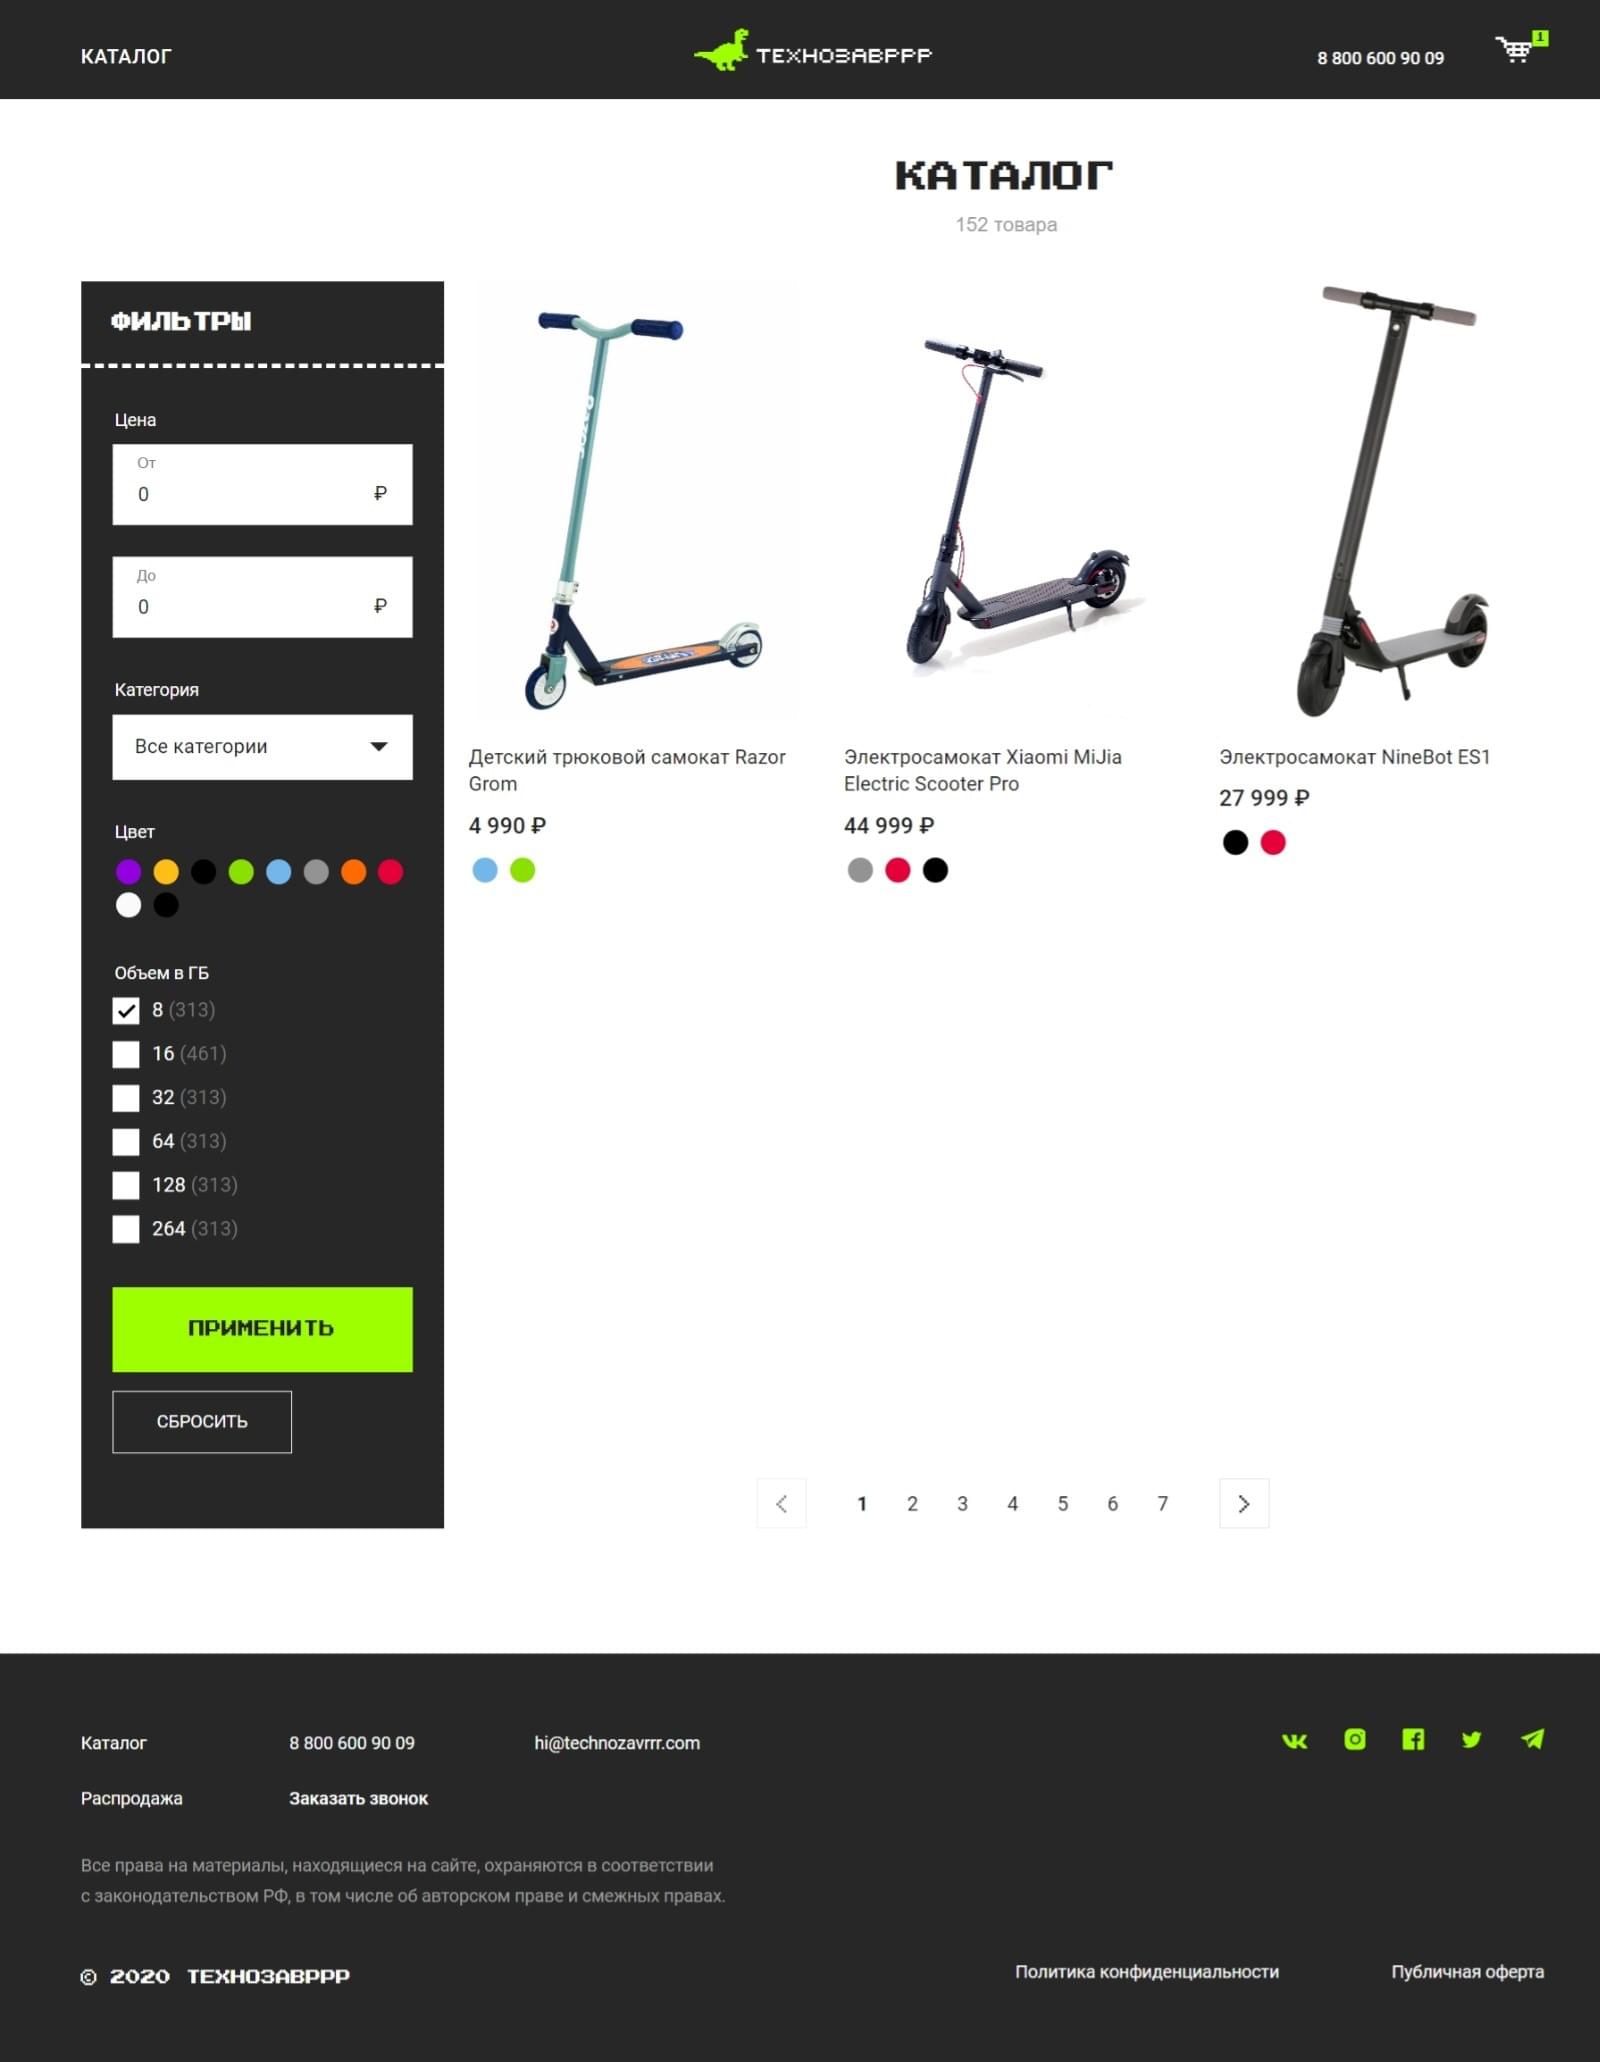 КАТАЛОГ
ТЕХНОЗАВРРР
8 800 600 90 09
1
КАТАЛОГ
152 товара
ФИЛЬТРЫ
Цена
От
0 ₽
До
0 ₽
Категория
Все категории
Цвет
Объем в ГБ
8 (313)
16 (461)
32 (313)
64 (313)
128 (313)
264 (313)
ПРИМЕНИТЬ
СБРОСИТЬ
Детский трюковой самокат Razor
Grom
4 990 ₽
Электросамокат Xiaomi MiJia
Electric Scooter Pro
44 999 ₽
Электросамокат NineBot ES1
27 999 ₽
1 2 3 4 5 6 7
Каталог
8 800 600 90 09
hi@technozavrrr.com
Распродажа
Заказать звонок
Все права на материалы, находящиеся на сайте, охраняются в соответствии
с законодательством РФ, в том числе об авторском праве и смежных правах.
© 2020 ТЕХНОЗАВРРР
Политика конфиденциальности
Публичная оферта